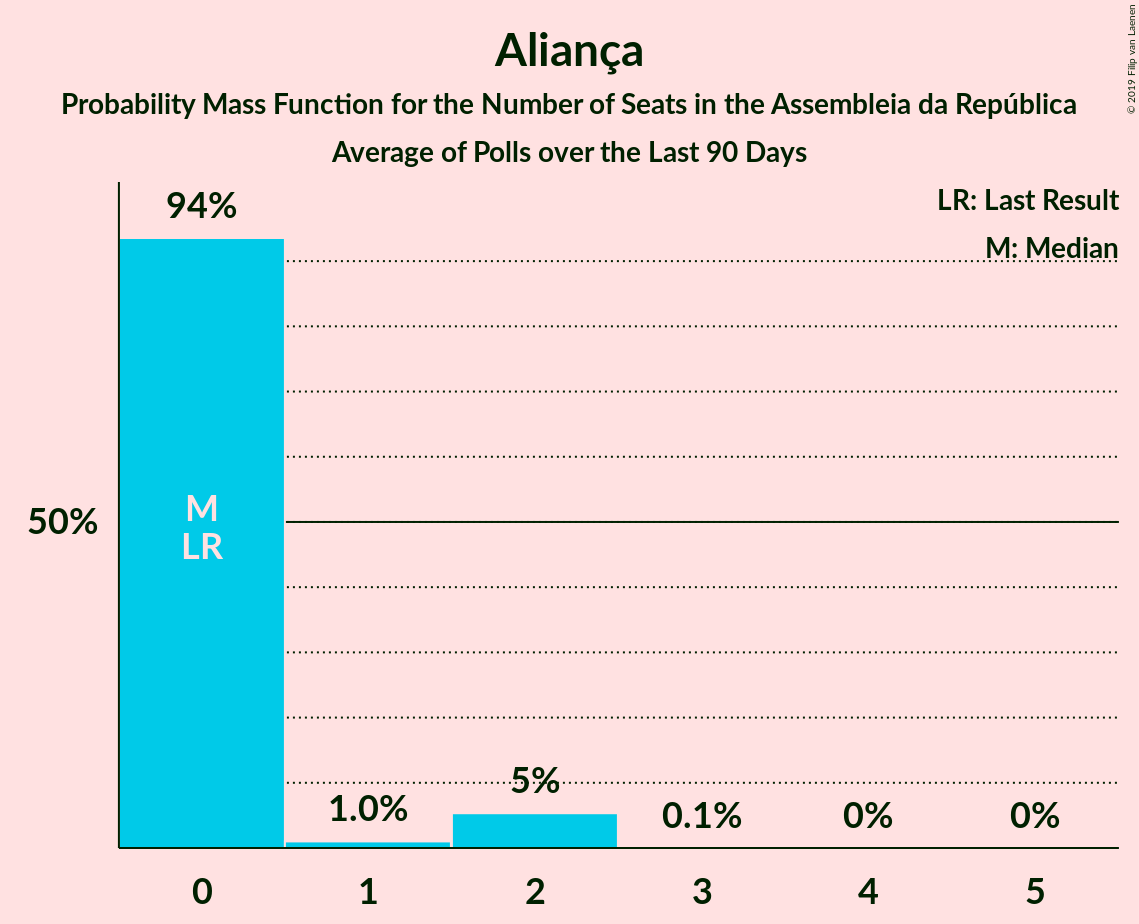 Aliança
Probability Mass Function for the Number of Seats in the Assembleia da República
Average of Polls over the Last 90 Days
© 2019 Filip van Laenen
LR: Last Result
M: Median
94%
M
LR
50%
1.0%
5%
0.1%
0%
0%
0
1
2
3
4
5